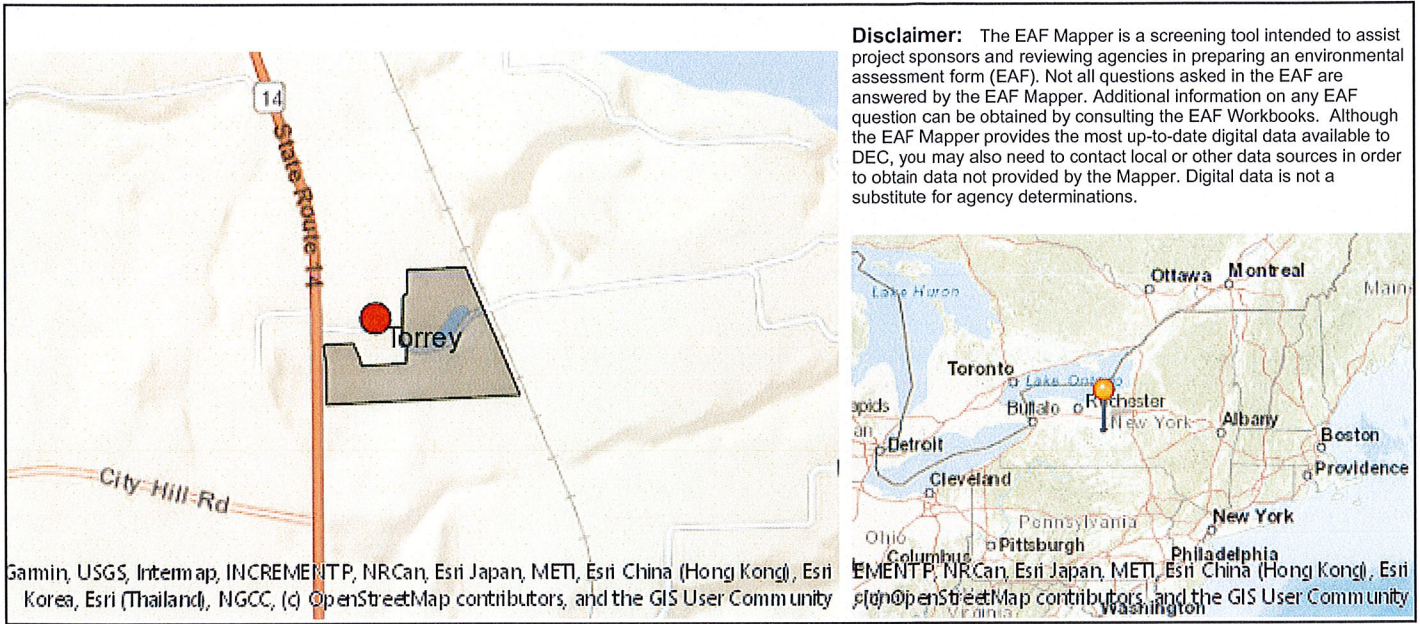 14
State Route 14
Torrey
City Hill Rd
Garmin, USGS, Intermap, INCREMENT P, NRCan, Esri Japan, METI, Esri China (Hong Kong), Esri
Korea, Esri (Thailand), NGCC, (c) OpenStreetMap contributors, and the GIS User Community
Disclaimer: The EAF Mapper is a screening tool intended to assist
project sponsors and reviewing agencies in preparing an environmental
assessment form (EAF). Not all questions asked in the EAF are
answered by the EAF Mapper. Additional information on any EAF
question can be obtained by consulting the EAF Workbooks. Although
the EAF Mapper provides the most up-to-date digital data available to
DEC, you may also need to contact local or other data sources in order
to obtain data not provided by the Mapper. Digital data is not a
substitute for agency determinations.
Ottawa
Montreal
Lake Huron
Main
Toronto
Lake Ontario
apids
Buffalo
Rochester
an
New York
Albany
Detroit
Boston
Cleveland
Providence
Pennsylvania
New York
Ohio
Columbus
Pittsburgh
Philadelphia
EMENT P, NRCan, Esri Japan, METI, Esri China (Hong Kong), Esri
(c) OpenStreetMap contributors, and the GIS User Community
Virginia
Washington